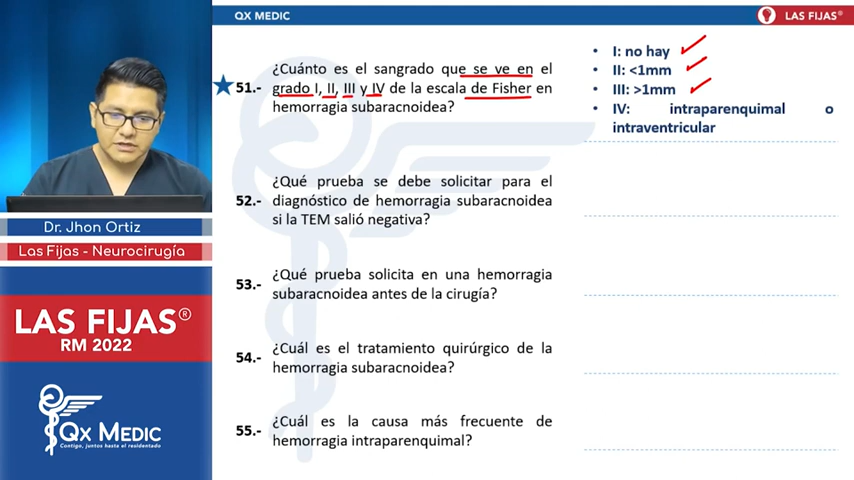 QX MEDIC
LAS FIJAS®
51.- ¿Cuánto es el sangrado que se ve en el
grado I, II, III y IV de la escala de Fisher en
hemorragia subaracnoidea?
• I: no hay
• II: <1mm
• III: >1mm
• IV: intraparenquimal o
intraventricular
52.- ¿Qué prueba se debe solicitar para el
diagnóstico de hemorragia subaracnoidea
si la TEM salió negativa?
53.- ¿Qué prueba solicita en una hemorragia
subaracnoidea antes de la cirugía?
54.- ¿Cuál es el tratamiento quirúrgico de la
hemorragia subaracnoidea?
55.- ¿Cuál es la causa más frecuente de
hemorragia intraparenquimal?
Dr. Jhon Ortiz
Las Fijas - Neurocirugía
LAS FIJAS®
RM 2022
QX MEDIC
Contigo, juntos hasta el residentado